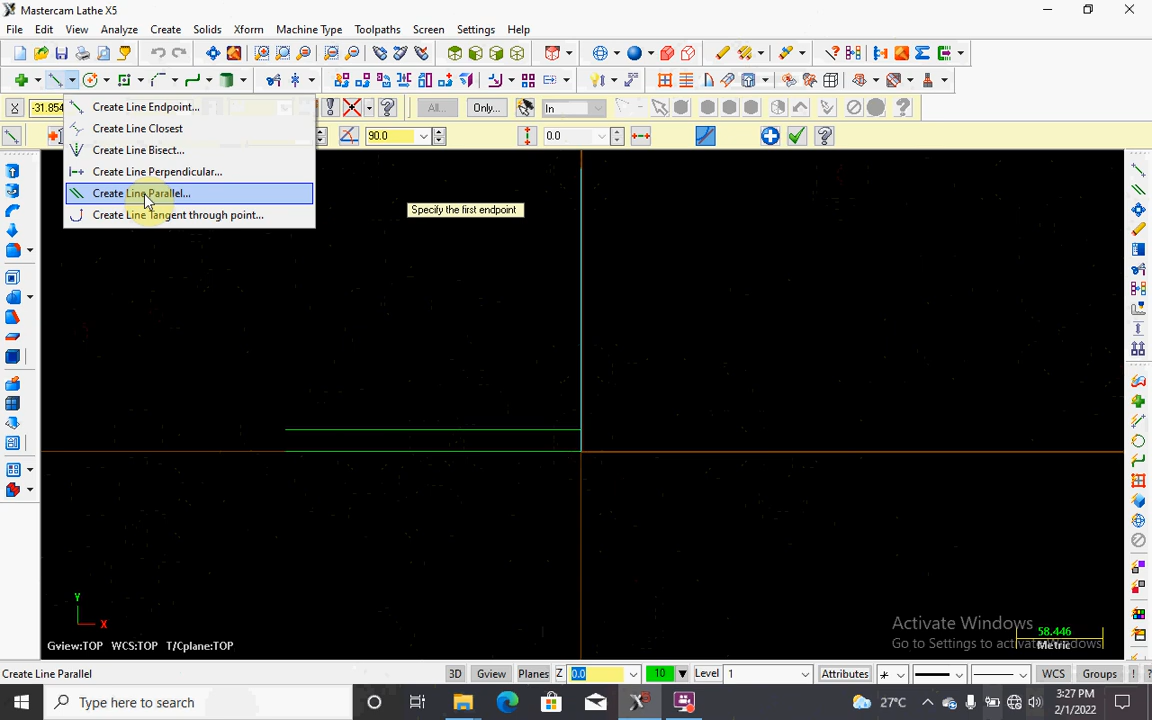 Mastercam Lathe X5
File Edit View Analyze Create Solids Xform Machine Type Toolpaths Screen Settings Help
-31.854 All... Only... In
90.0 0.0
Create Line Endpoint...
Create Line Closest
Create Line Bisect...
Create Line Perpendicular...
Create Line Parallel...
Create Line Tangent through point...
Specify the first endpoint
Y
X
Gview:TOP WCS:TOP T/Cplane:TOP
Activate Windows
58.446
Go to Settings to activate Windows.
Metric
Create Line Parallel 3D Gview Planes Z 0.0 10 Level 1 Attributes WCS Groups ! ?
Type here to search 27°C 3:27 PM
2/1/2022